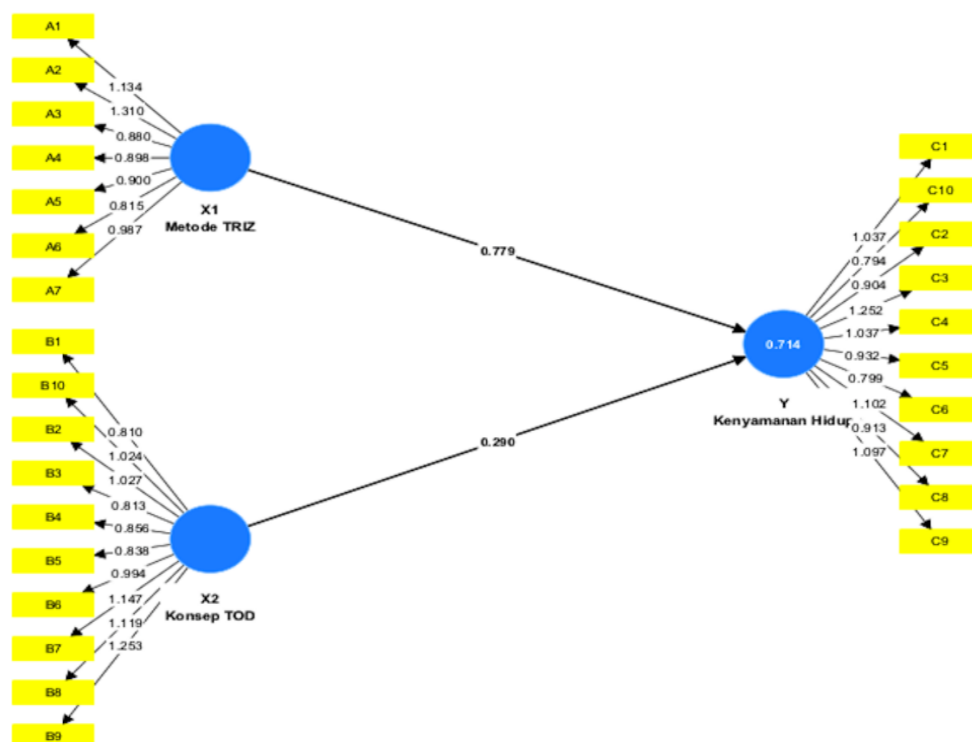 A1
A2
A3
A4
A5
A6
A7
1.134
1.310
0.880
0.898
0.900
0.815
0.987
X1
Metode TRIZ
0.779
B1
B10
B2
B3
B4
B5
B6
B7
B8
B9
0.810
1.024
1.027
0.813
0.856
0.838
0.994
1.147
1.119
1.253
X2
Konsep TOD
0.290
0.714
Y
Kenyamanan Hidup
1.037
0.794
0.904
1.252
1.037
0.932
0.799
1.102
0.913
1.097
C1
C10
C2
C3
C4
C5
C6
C7
C8
C9